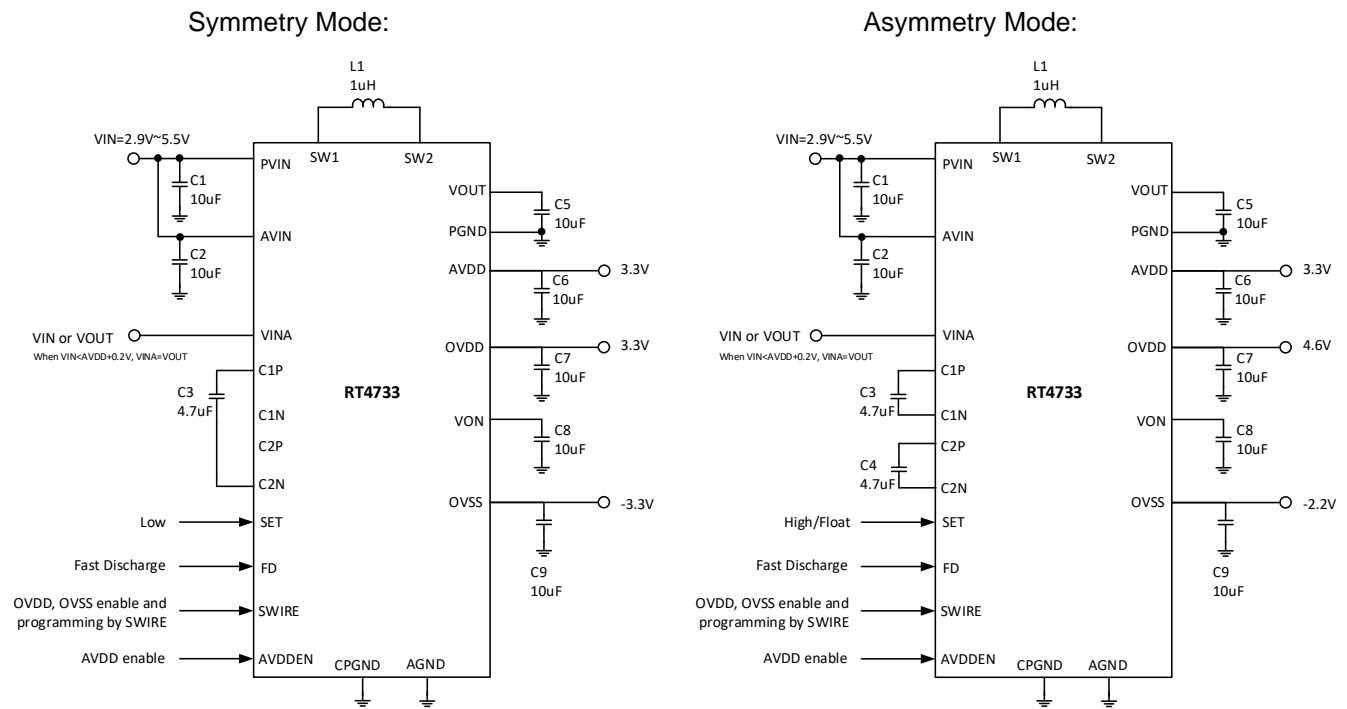 Symmetry Mode:
L1
1uH
VIN=2.9V~5.5V
SW1
SW2
PVIN
C1
10uF
VOUT
C5
10uF
PGND
AVIN
C2
10uF
AVDD
3.3V
C6
10uF
VIN or VOUT
VINA
When VIN<AVDD+0.2V, VINA=VOUT
OVDD
3.3V
C7
10uF
C1P
C3
4.7uF
RT4733
C1N
VON
C8
10uF
C2P
C2N
OVSS
-3.3V
Low
SET
C9
10uF
Fast Discharge
FD
OVDD, OVSS enable and
programming by SWIRE
SWIRE
AVDD enable
AVDDEN
CPGND
AGND
Asymmetry Mode:
L1
1uH
VIN=2.9V~5.5V
SW1
SW2
PVIN
C1
10uF
VOUT
C5
10uF
PGND
AVIN
C2
10uF
AVDD
3.3V
C6
10uF
VIN or VOUT
VINA
When VIN<AVDD+0.2V, VINA=VOUT
OVDD
4.6V
C7
10uF
C1P
C3
4.7uF
RT4733
C1N
VON
C8
10uF
C2P
C4
4.7uF
C2N
OVSS
-2.2V
High/Float
SET
C9
10uF
Fast Discharge
FD
OVDD, OVSS enable and
programming by SWIRE
SWIRE
AVDD enable
AVDDEN
CPGND
AGND